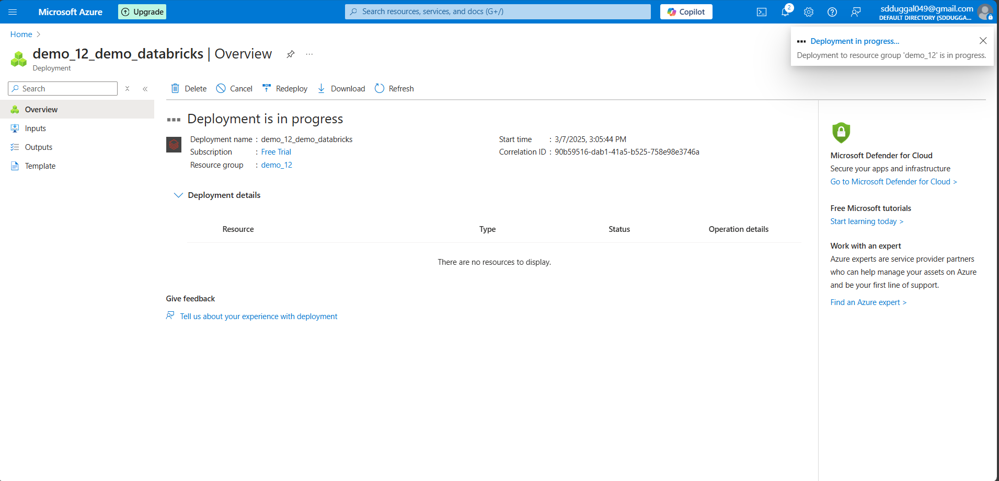 Microsoft Azure
Upgrade
Search resources, services, and docs (G+/)
Copilot
2
sdduggal049@gmail.com
DEFAULT DIRECTORY (SDDUGGA...
Home >
Deployment in progress...
Deployment to resource group 'demo_12' is in progress.
demo_12_demo_databricks | Overview
...
Deployment
Search
Delete
Cancel
Redeploy
Download
Refresh
Overview
Inputs
Outputs
Template
Deployment is in progress
Deployment name : demo_12_demo_databricks
Subscription : Free Trial
Resource group : demo_12
Start time : 3/7/2025, 3:05:44 PM
Correlation ID : 90b59516-dab1-41a5-b525-758e98e3746a
Deployment details
Resource Type Status Operation details
There are no resources to display.
Give feedback
Tell us about your experience with deployment
Microsoft Defender for Cloud
Secure your apps and infrastructure
Go to Microsoft Defender for Cloud >
Free Microsoft tutorials
Start learning today >
Work with an expert
Azure experts are service provider partners
who can help manage your assets on Azure
and be your first line of support.
Find an Azure expert >